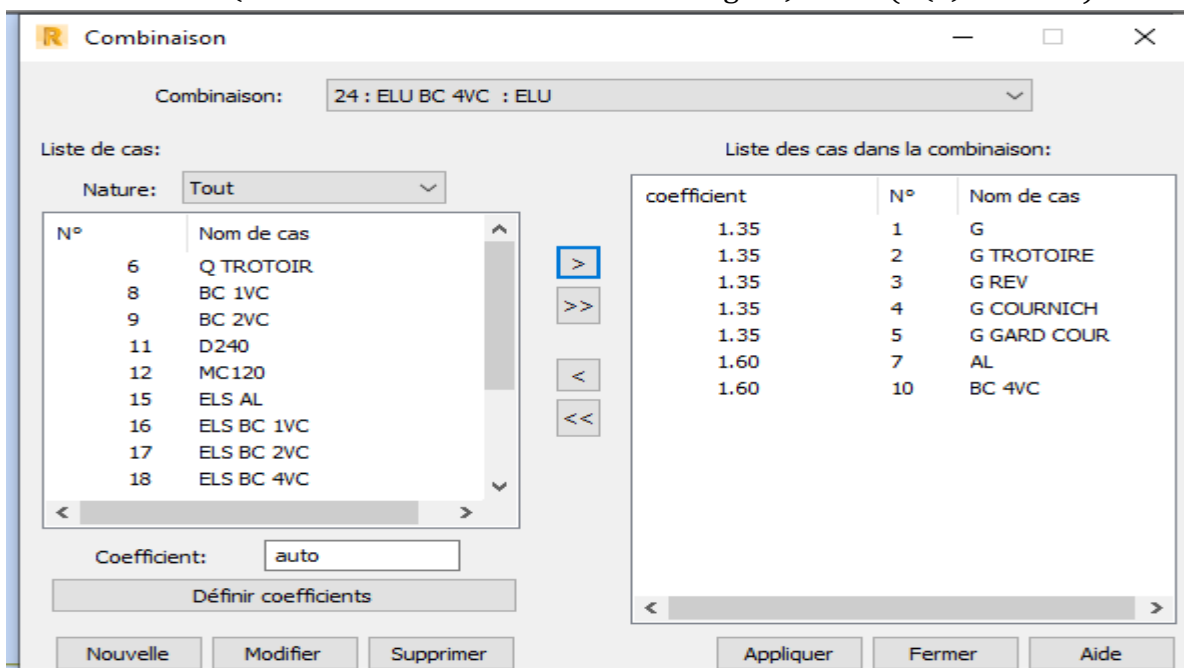 Combinaison
Combinaison: 24 : ELU BC 4VC : ELU
Liste de cas:
Nature: Tout
N° Nom de cas
6 Q TROTOIR
8 BC 1VC
9 BC 2VC
11 D240
12 MC120
15 ELS AL
16 ELS BC 1VC
17 ELS BC 2VC
18 ELS BC 4VC
Coefficient: auto
Définir coefficients
Nouvelle Modifier Supprimer
>
>>
<
<<
Liste des cas dans la combinaison:
coefficient N° Nom de cas
1.35 1 G
1.35 2 G TROTOIRE
1.35 3 G REV
1.35 4 G COURNICH
1.35 5 G GARD COUR
1.60 7 AL
1.60 10 BC 4VC
Appliquer Fermer Aide